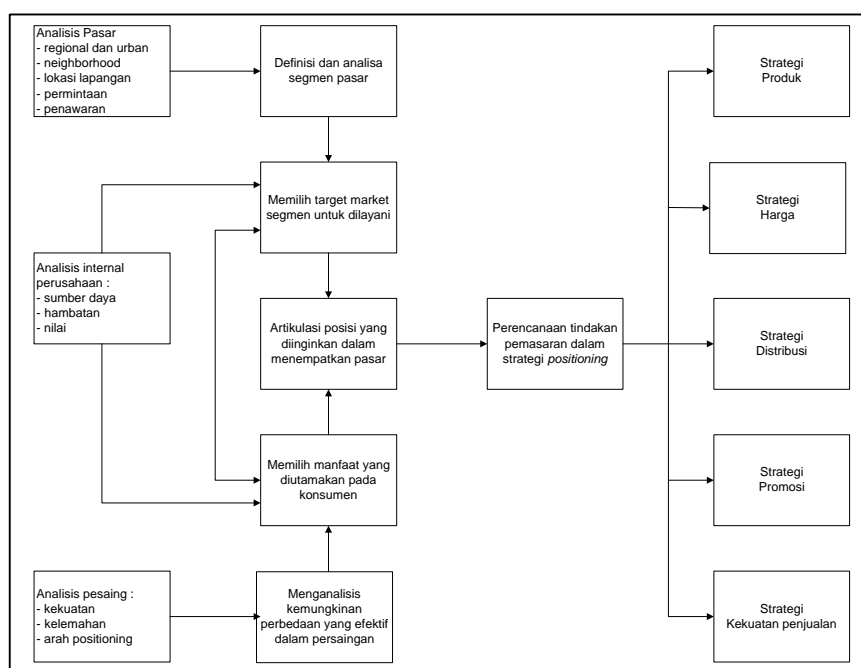 Analisis Pasar
- regional dan urban
- neighborhood
- lokasi lapangan
- permintaan
- penawaran
Definisi dan analisa
segmen pasar
Strategi
Produk
Memilih target market
segmen untuk dilayani
Strategi
Harga
Analisis internal
perusahaan :
- sumber daya
- hambatan
- nilai
Artikulasi posisi yang
diinginkan dalam
menempatkan pasar
Perencanaan tindakan
pemasaran dalam
strategi positioning
Strategi
Distribusi
Memilih manfaat yang
diutamakan pada
konsumen
Strategi
Promosi
Analisis pesaing :
- kekuatan
- kelemahan
- arah positioning
Menganalisis
kemungkinan
perbedaan yang efektif
dalam persaingan
Strategi
Kekuatan penjualan